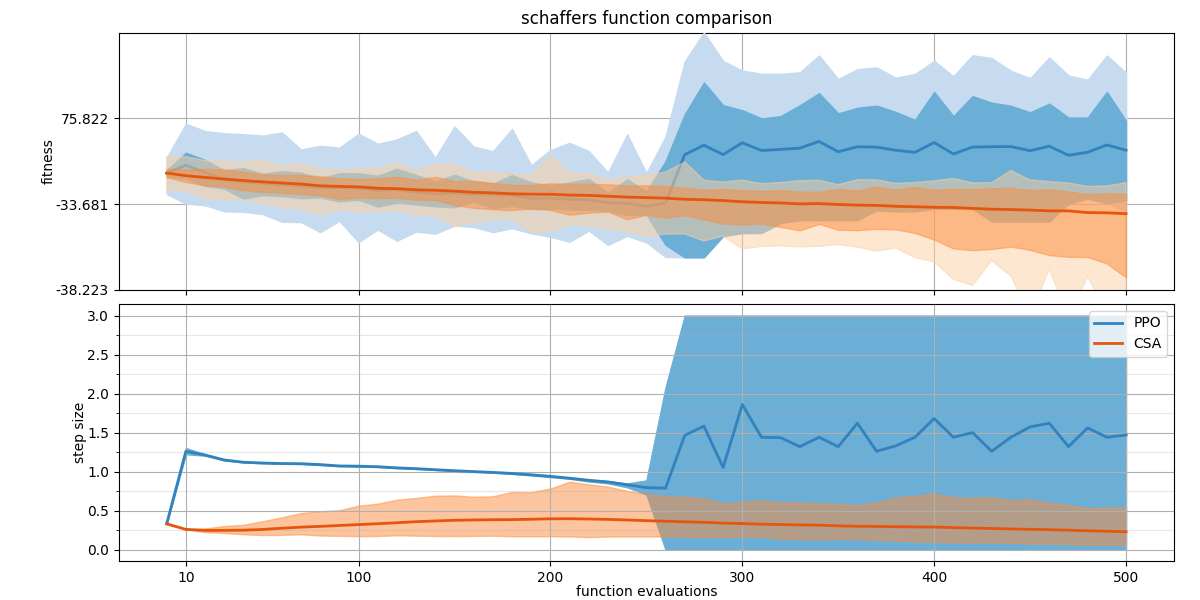 schaffers function comparison
fitness
75.822
-33.681
-38.223
step size
3.0
2.5
2.0
1.5
1.0
0.5
0.0
PPO
CSA
10 100 200 300 400 500
function evaluations